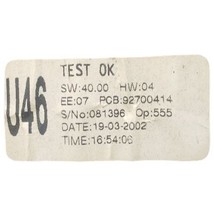 TEST OK
U46
SW:40.00 HW:04
EE:07 PCB:92700414
S/No:081396 Op:555
DATE:19-03-2002
TIME:16:54:06